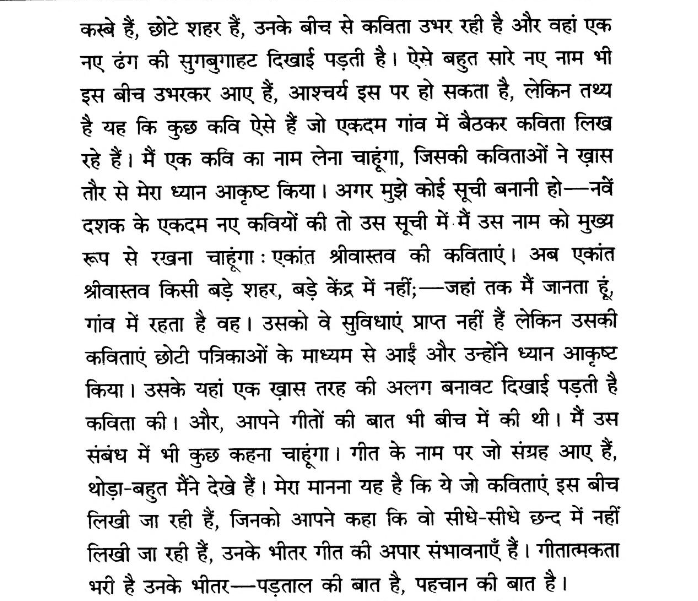 कस्बे हैं, छोटे शहर हैं, उनके बीच से कविता उभर रही है और वहां एक
नए ढंग की सुगबुगाहट दिखाई पड़ती है। ऐसे बहुत सारे नए नाम भी
इस बीच उभरकर आए हैं, आश्चर्य इस पर हो सकता है, लेकिन तथ्य
है यह कि कुछ कवि ऐसे हैं जो एकदम गांव में बैठकर कविता लिख
रहे हैं। मैं एक कवि का नाम लेना चाहूंगा, जिसकी कविताओं ने ख़ास
तौर से मेरा ध्यान आकृष्ट किया। अगर मुझे कोई सूची बनानी हो—नवें
दशक के एकदम नए कवियों की तो उस सूची में मैं उस नाम को मुख्य
रूप से रखना चाहूंगा : एकांत श्रीवास्तव की कविताएं। अब एकांत
श्रीवास्तव किसी बड़े शहर, बड़े केंद्र में नहीं;—जहां तक मैं जानता हूं,
गांव में रहता है वह। उसको वे सुविधाएं प्राप्त नहीं हैं लेकिन उसकी
कविताएं छोटी पत्रिकाओं के माध्यम से आईं और उन्होंने ध्यान आकृष्ट
किया। उसके यहां एक ख़ास तरह की अलग बनावट दिखाई पड़ती है
कविता की। और, आपने गीतों की बात भी बीच में की थी। मैं उस
संबंध में भी कुछ कहना चाहूंगा। गीत के नाम पर जो संग्रह आए हैं,
थोड़ा-बहुत मैंने देखे हैं। मेरा मानना यह है कि ये जो कविताएं इस बीच
लिखी जा रही हैं, जिनको आपने कहा कि वो सीधे-सीधे छन्द में नहीं
लिखी जा रही हैं, उनके भीतर गीत की अपार संभावनाएँ हैं। गीतात्मकता
भरी है उनके भीतर—पड़ताल की बात है, पहचान की बात है।